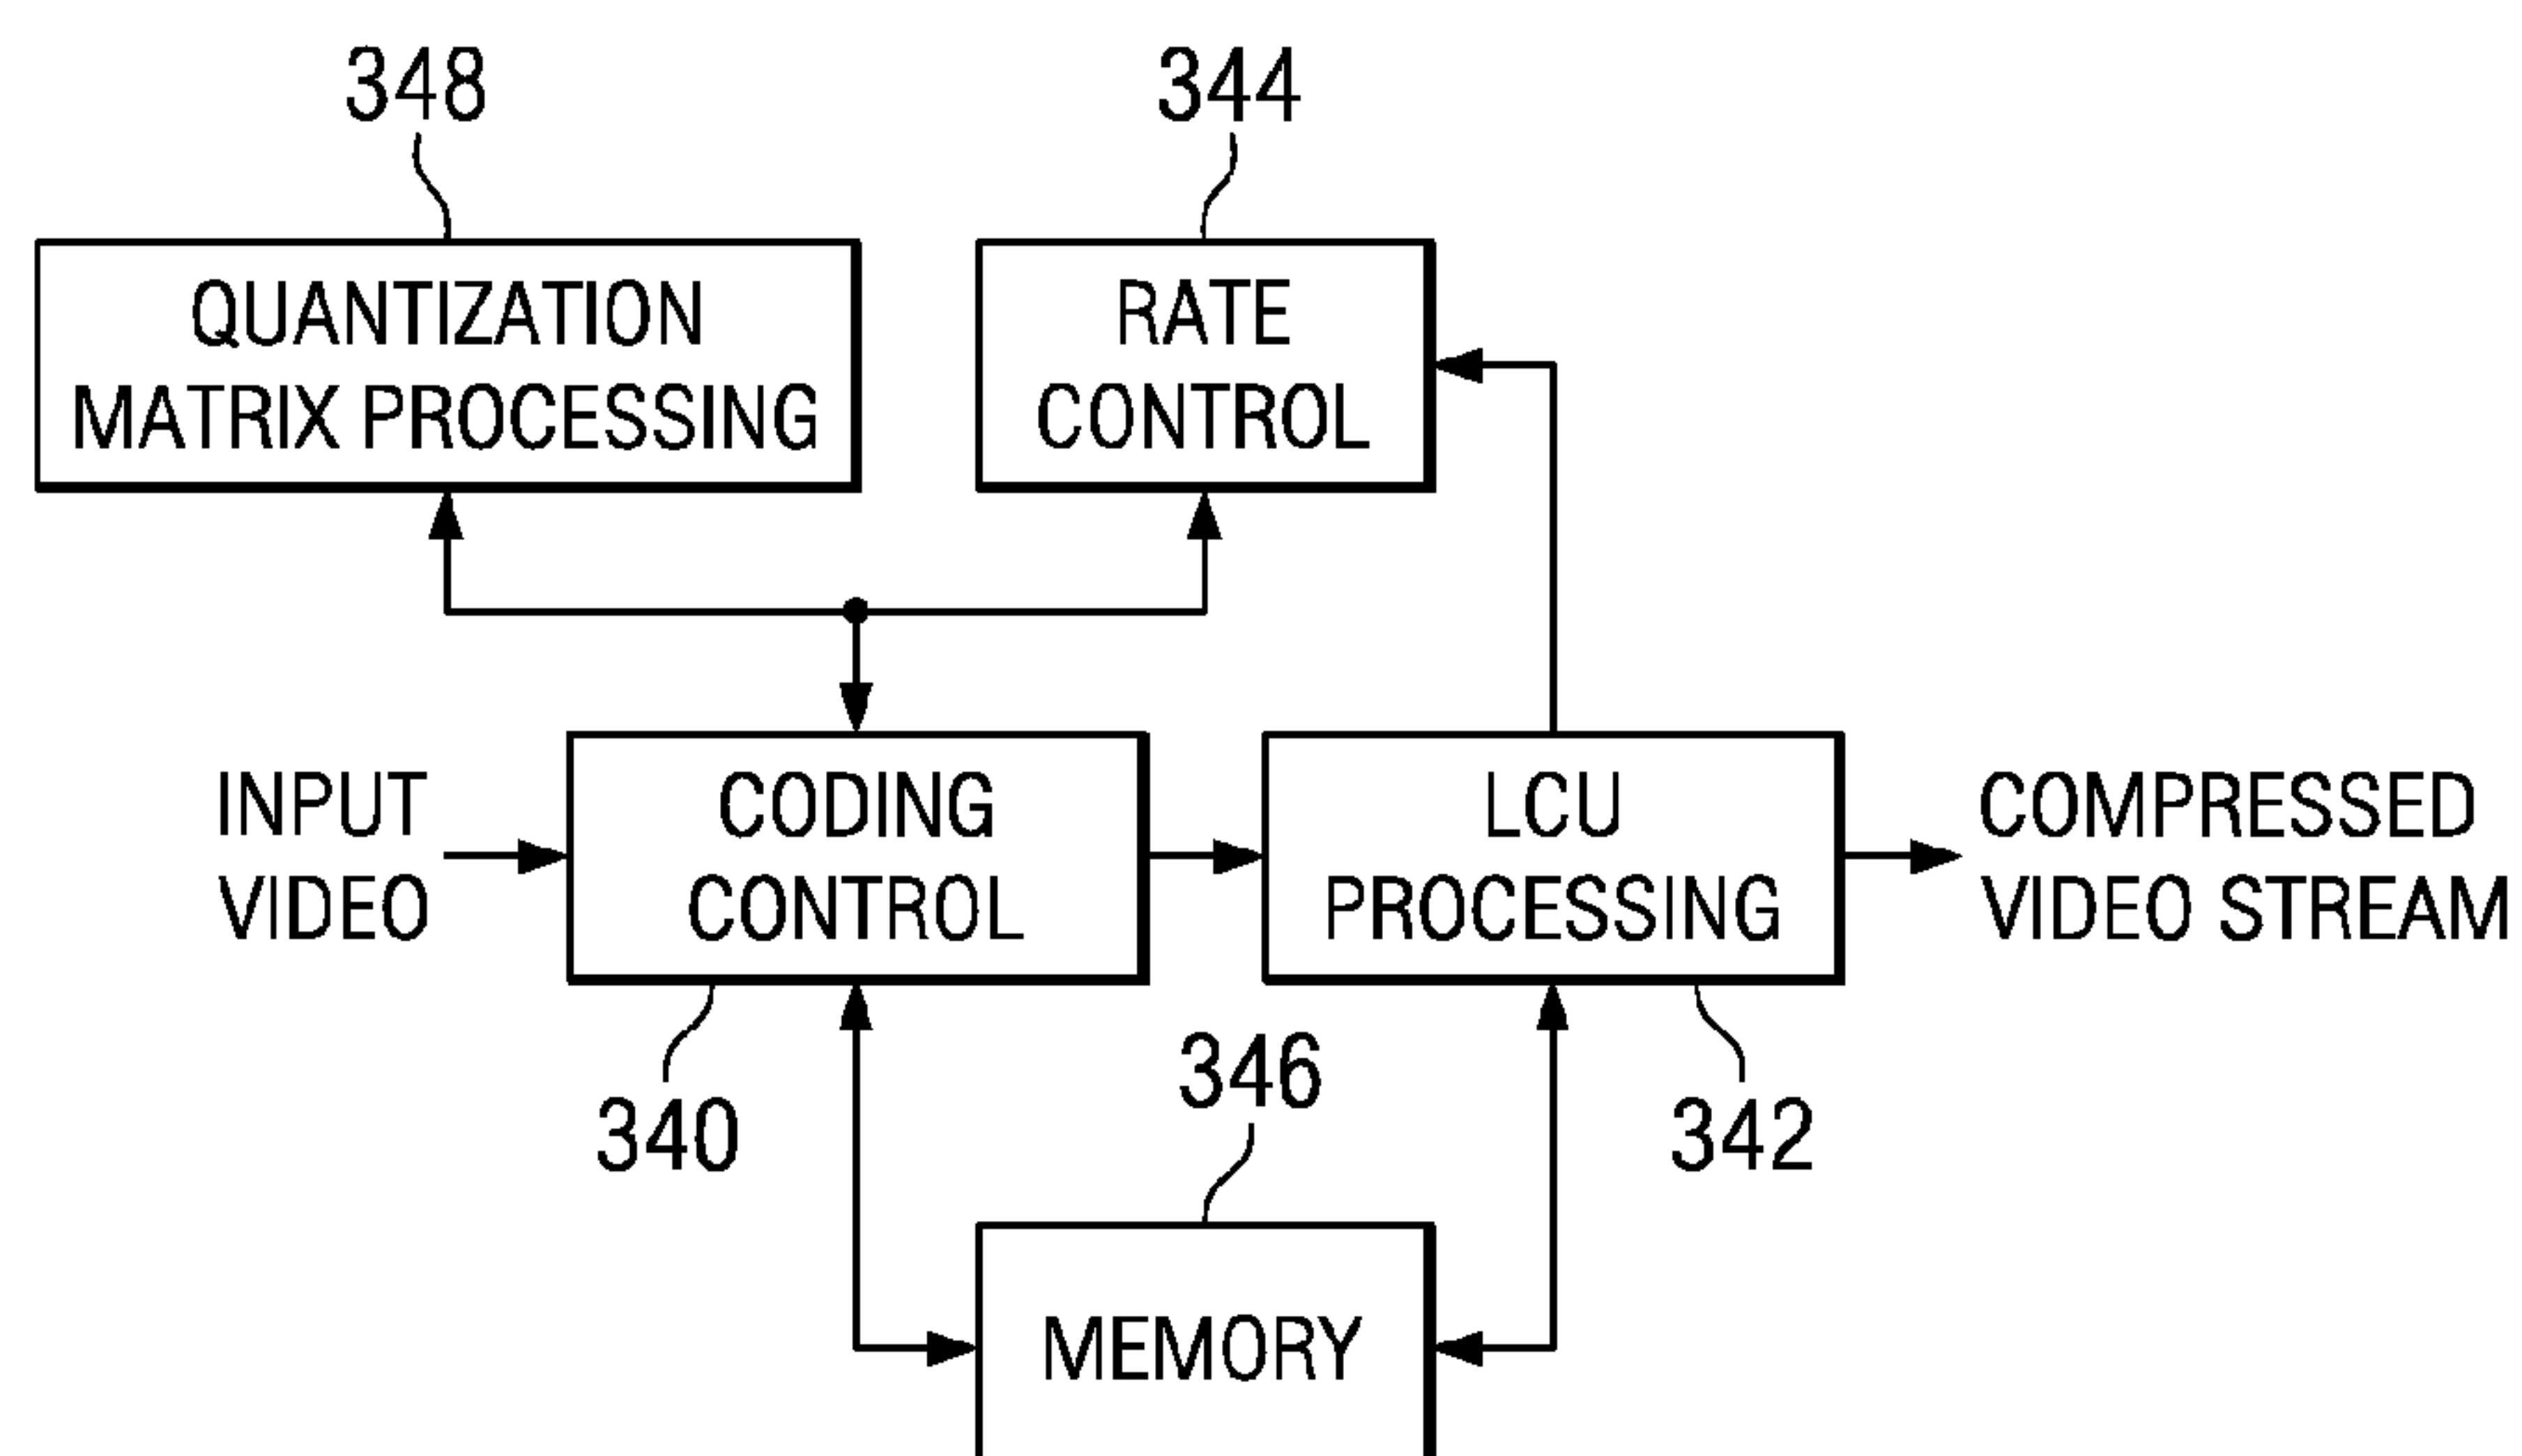 348
344
QUANTIZATION
MATRIX PROCESSING
RATE
CONTROL
INPUT
VIDEO
CODING
CONTROL
LCU
PROCESSING
COMPRESSED
VIDEO STREAM
340
346
342
MEMORY